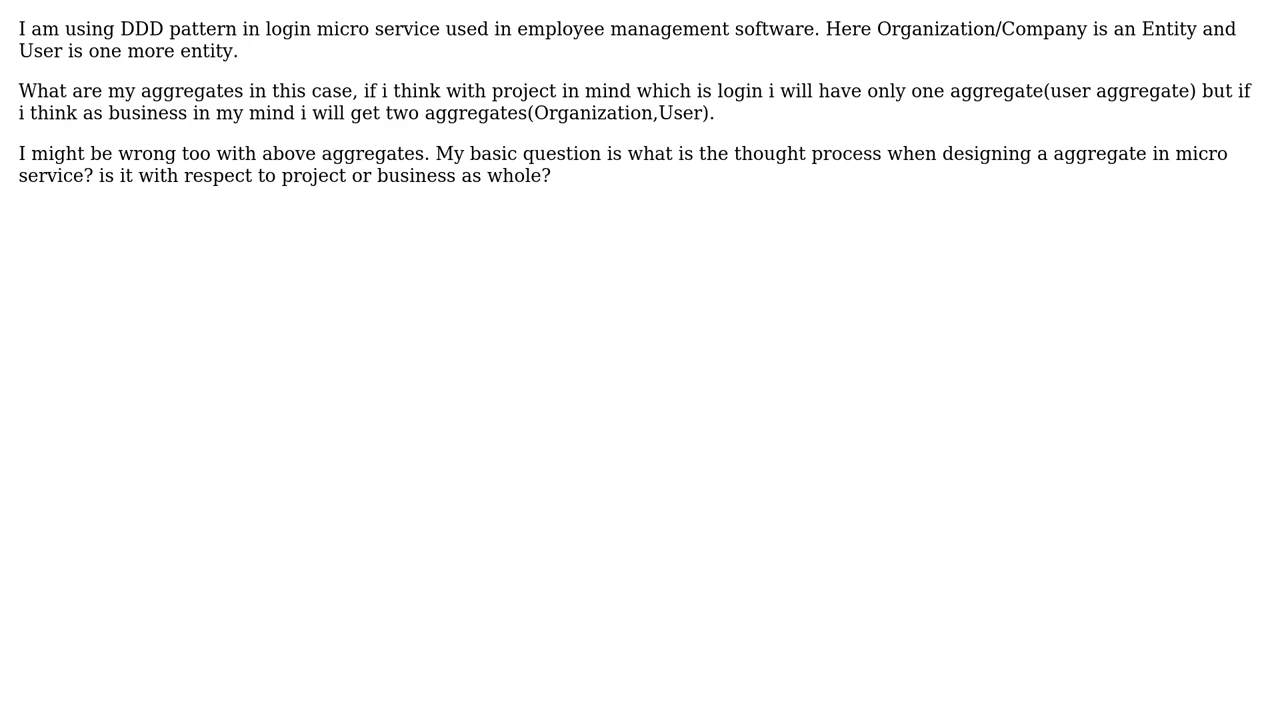 I am using DDD pattern in login micro service used in employee management software. Here Organization/Company is an Entity and
User is one more entity.
What are my aggregates in this case, if i think with project in mind which is login i will have only one aggregate(user aggregate) but if
i think as business in my mind i will get two aggregates(Organization,User).
I might be wrong too with above aggregates. My basic question is what is the thought process when designing a aggregate in micro
service? is it with respect to project or business as whole?